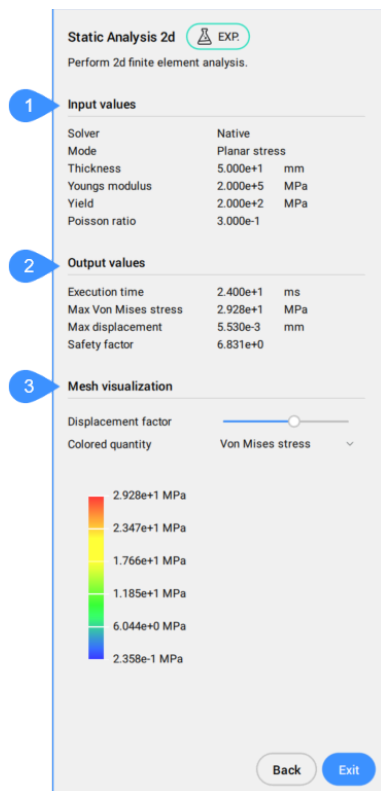 Static Analysis 2d EXP.
Perform 2d finite element analysis.
1 Input values
Solver Native
Mode Planar stress
Thickness 5.000e+1 mm
Youngs modulus 2.000e+5 MPa
Yield 2.000e+2 MPa
Poisson ratio 3.000e-1
2 Output values
Execution time 2.400e+1 ms
Max Von Mises stress 2.928e+1 MPa
Max displacement 5.530e-3 mm
Safety factor 6.831e+0
3 Mesh visualization
Displacement factor
Colored quantity Von Mises stress
2.928e+1 MPa
2.347e+1 MPa
1.766e+1 MPa
1.185e+1 MPa
6.044e+0 MPa
2.358e-1 MPa
Back Exit